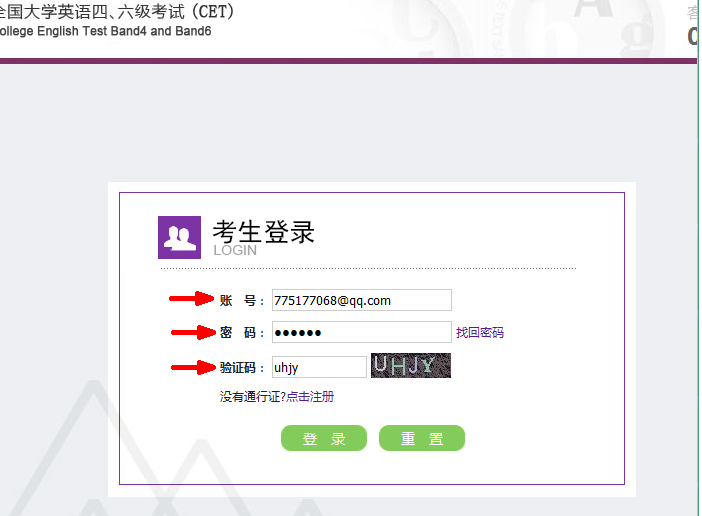 全国大学英语四、六级考试（CET）
ollege English Test Band4 and Band6
客
考生登录
LOGIN
账 号： 775177068@qq.com
密 码： ●●●●●● 找回密码
验证码： uhjy UHJY
没有通行证?点击注册
登 录 重 置